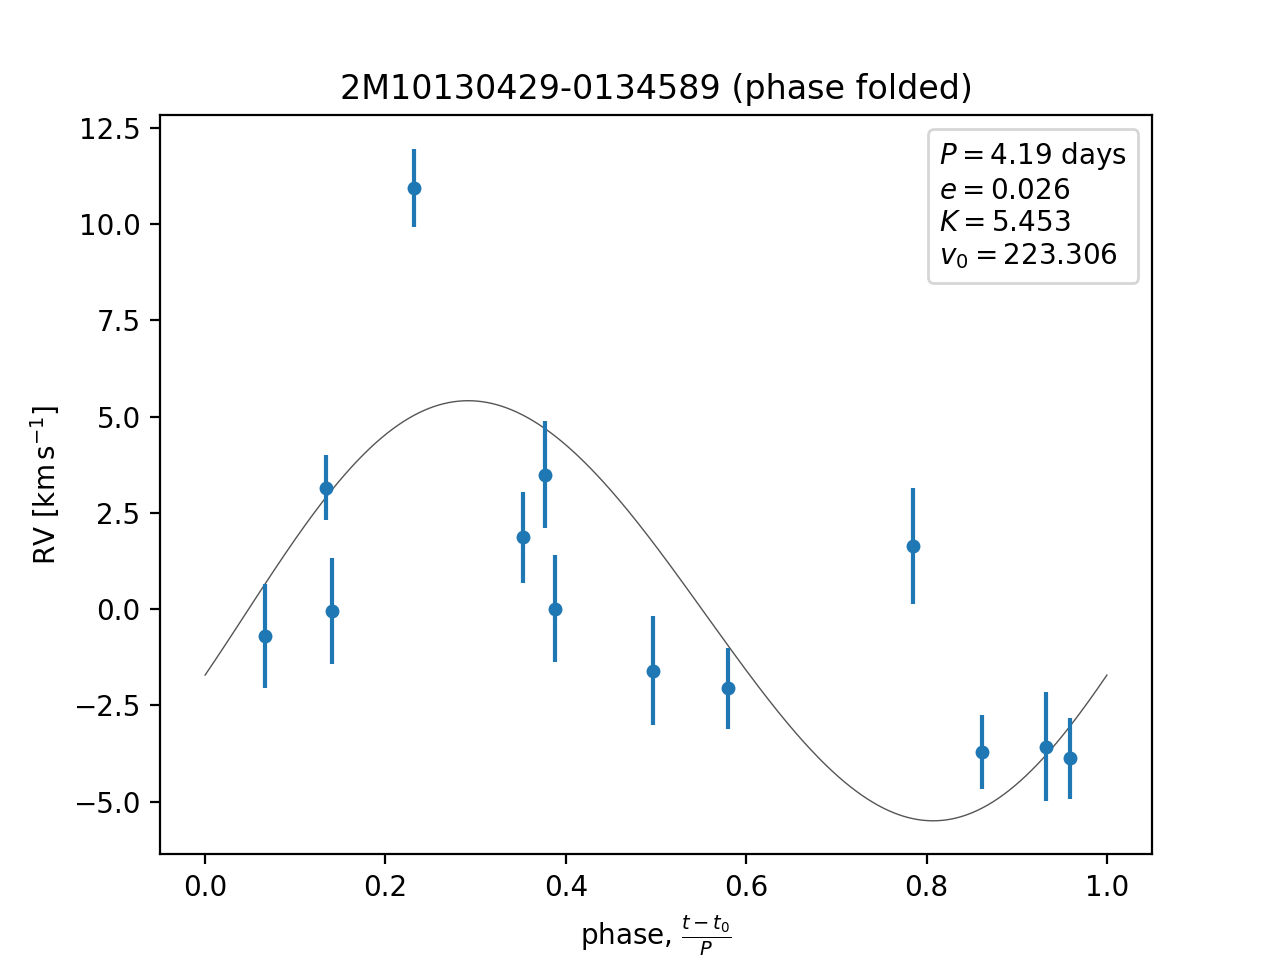 2M10130429-0134589 (phase folded)
P = 4.19 days
e = 0.026
K = 5.453
v₀ = 223.306
12.5
10.0
7.5
5.0
2.5
0.0
−2.5
−5.0
RV [km s⁻¹]
0.0 0.2 0.4 0.6 0.8 1.0
phase, (t − t₀)/P